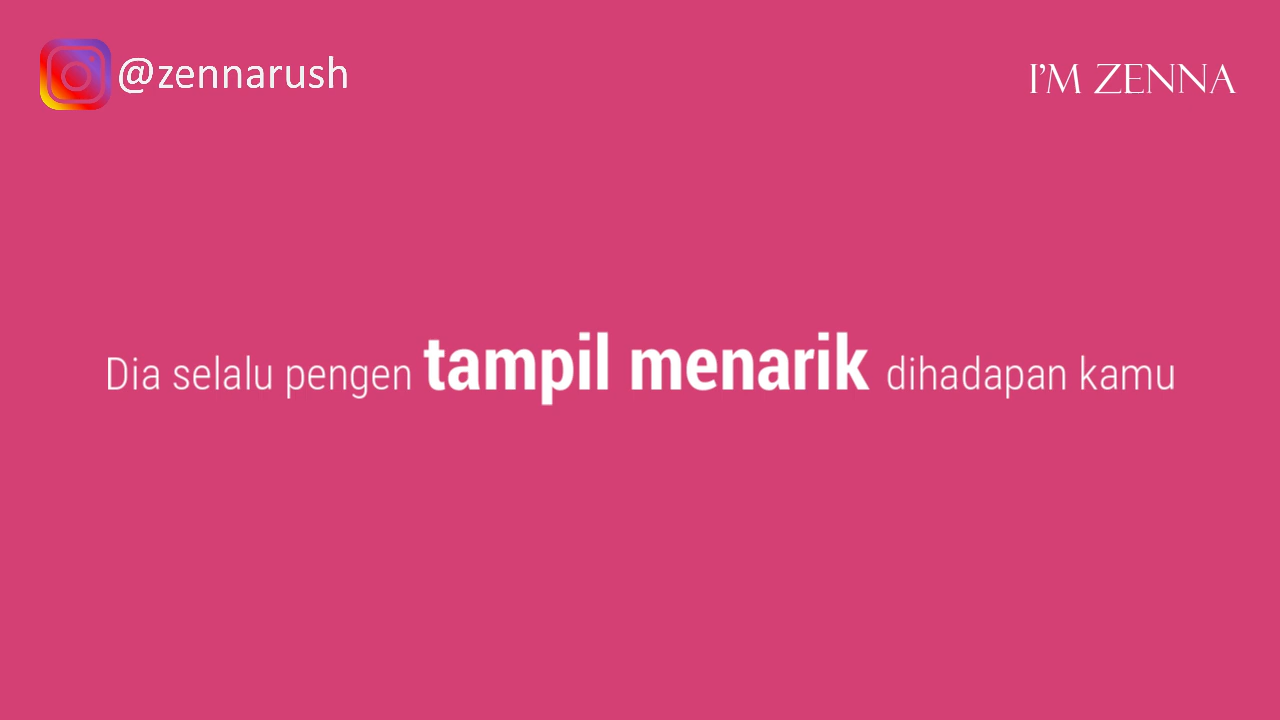 @zennarush
I'M ZENNA
Dia selalu pengen tampil menarik dihadapan kamu